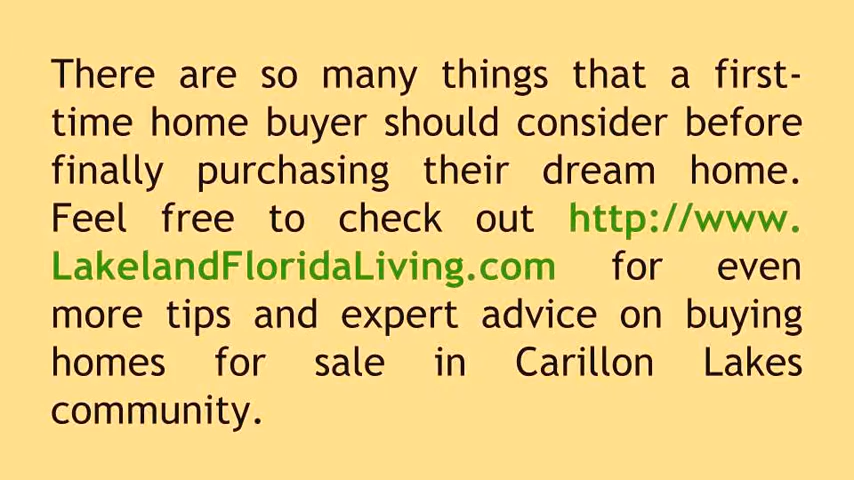 There are so many things that a first-
time home buyer should consider before
finally purchasing their dream home.
Feel free to check out http://www.
LakelandFloridaLiving.com for even
more tips and expert advice on buying
homes for sale in Carillon Lakes
community.